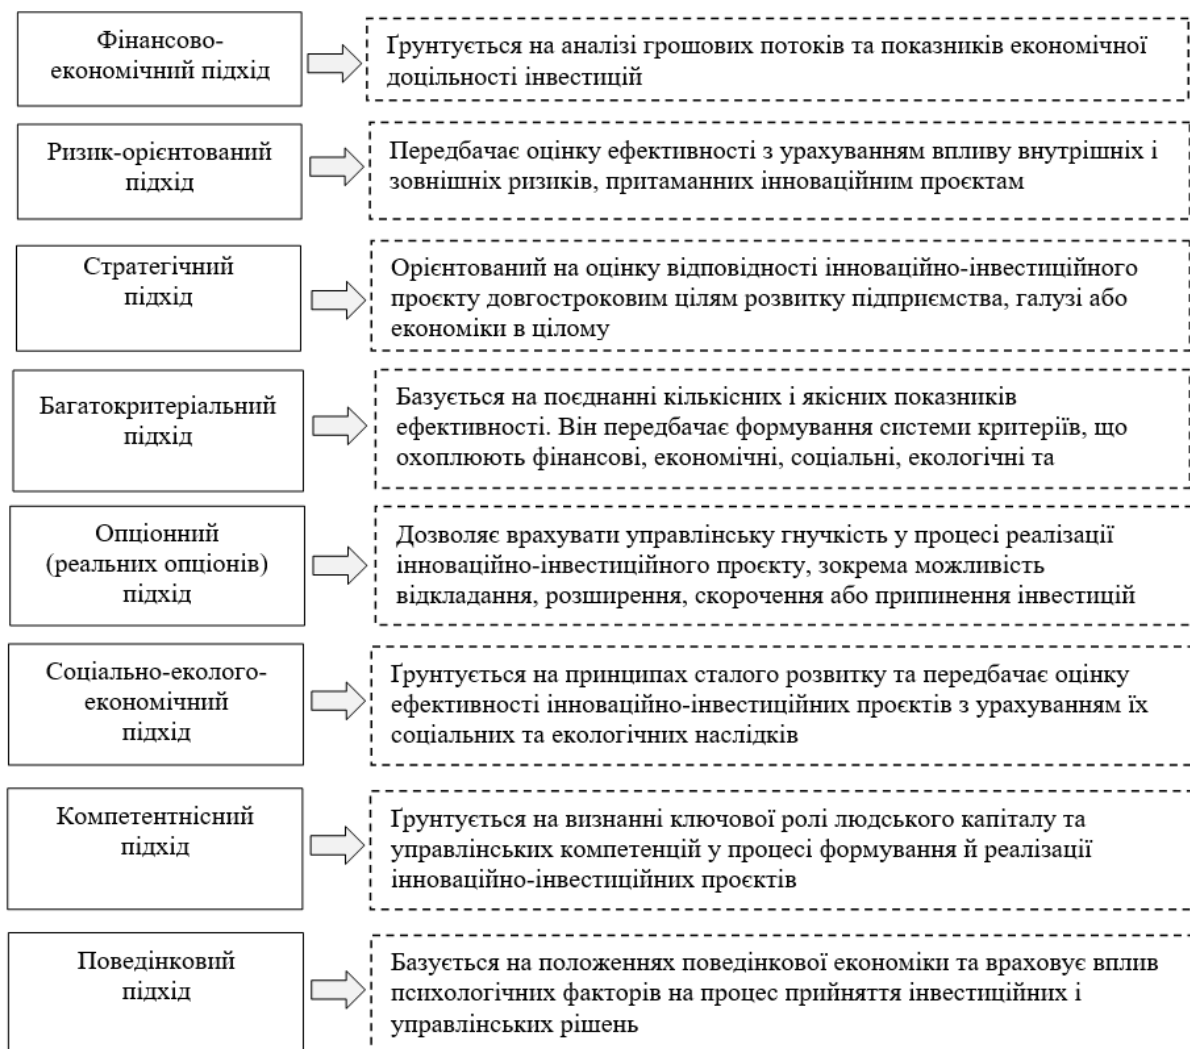 Фінансово-
економічний підхід
Ґрунтується на аналізі грошових потоків та показників економічної
доцільності інвестицій
Ризик-орієнтований
підхід
Передбачає оцінку ефективності з урахуванням впливу внутрішніх і
зовнішніх ризиків, притаманних інноваційним проєктам
Стратегічний
підхід
Орієнтований на оцінку відповідності інноваційно-інвестиційного
проєкту довгостроковим цілям розвитку підприємства, галузі або
економіки в цілому
Багатокритеріальний
підхід
Базується на поєднанні кількісних і якісних показників
ефективності. Він передбачає формування системи критеріїв, що
охоплюють фінансові, економічні, соціальні, екологічні та
Опціонний
(реальних опціонів)
підхід
Дозволяє врахувати управлінську гнучкість у процесі реалізації
інноваційно-інвестиційного проєкту, зокрема можливість
відкладання, розширення, скорочення або припинення інвестицій
Соціально-еколого-
економічний
підхід
Ґрунтується на принципах сталого розвитку та передбачає оцінку
ефективності інноваційно-інвестиційних проєктів з урахуванням їх
соціальних та екологічних наслідків
Компетентнісний
підхід
Ґрунтується на визнанні ключової ролі людського капіталу та
управлінських компетенцій у процесі формування й реалізації
інноваційно-інвестиційних проєктів
Поведінковий
підхід
Базується на положеннях поведінкової економіки та враховує вплив
психологічних факторів на процес прийняття інвестиційних і
управлінських рішень